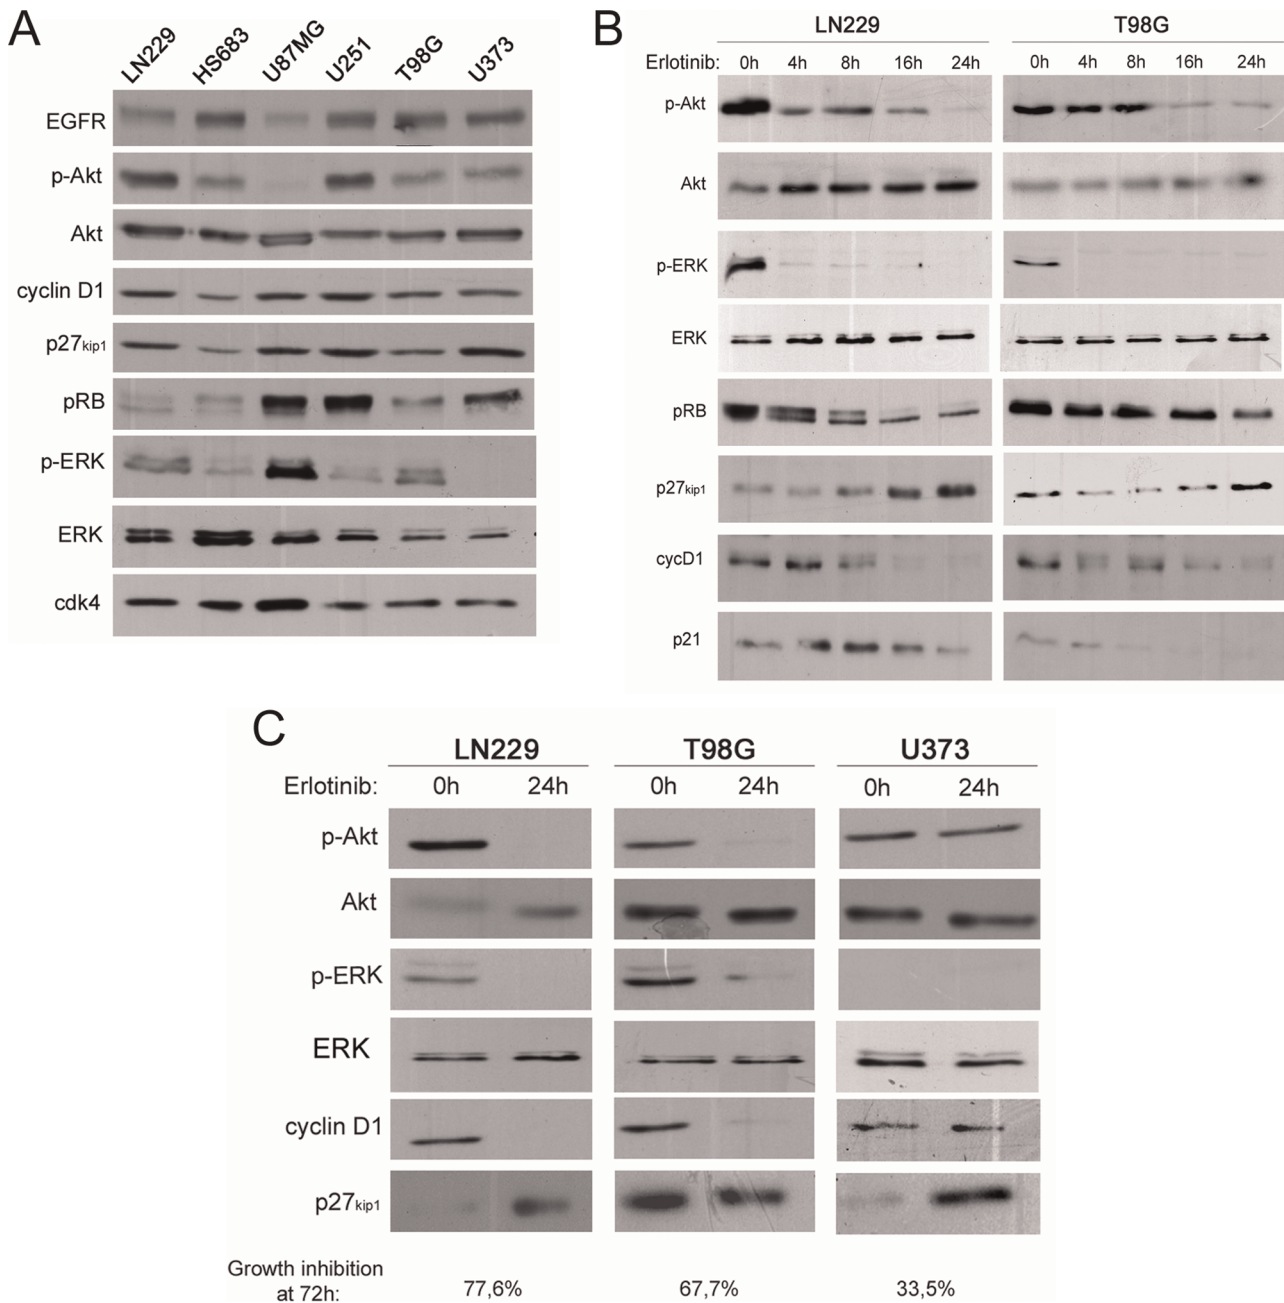 A
LN229 HS683 U87MG U251 T98G U373
EGFR
p-Akt
Akt
cyclin D1
p27kip1
pRB
p-ERK
ERK
cdk4
B
LN229 T98G
Erlotinib: 0h 4h 8h 16h 24h 0h 4h 8h 16h 24h
p-Akt
Akt
p-ERK
ERK
pRB
p27kip1
cycD1
p21
C
LN229 T98G U373
Erlotinib: 0h 24h 0h 24h 0h 24h
p-Akt
Akt
p-ERK
ERK
cyclin D1
p27kip1
Growth inhibition
at 72h: 77,6% 67,7% 33,5%